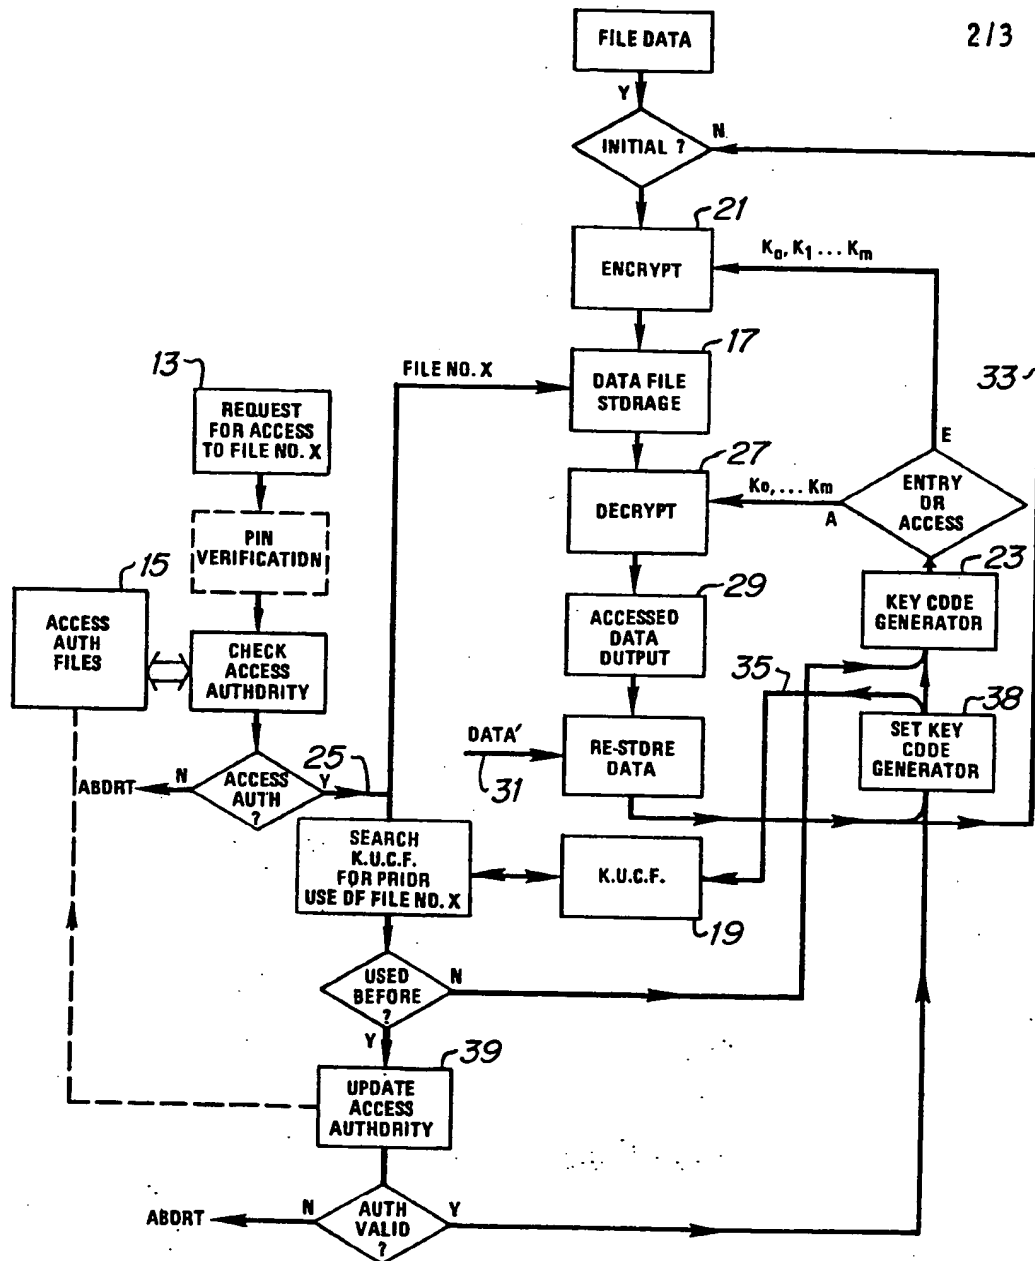 2/3
FILE DATA
Y
INITIAL ?
N
21
ENCRYPT
K₀, K₁ ... Kₘ
17
DATA FILE
STORAGE
FILE NO. X
13
REQUEST
FOR ACCESS
TO FILE NO. X
33
E
ENTRY
OR
ACCESS
A
27
DECRYPT
K₀, ... Kₘ
PIN
VERIFICATION
15
ACCESS
AUTH
FILES
CHECK
ACCESS
AUTHORITY
23
KEY CODE
GENERATOR
29
ACCESSED
DATA
OUTPUT
35
38
SET KEY
CODE
GENERATOR
DATA'
31
RE-STORE
DATA
N
ABORT
ACCESS
AUTH
?
Y
25
SEARCH
K.U.C.F.
FOR PRIOR
USE OF FILE NO. X
K.U.C.F.
19
USED
BEFORE
?
N
Y
39
UPDATE
ACCESS
AUTHORITY
ABORT
N
AUTH
VALID
?
Y